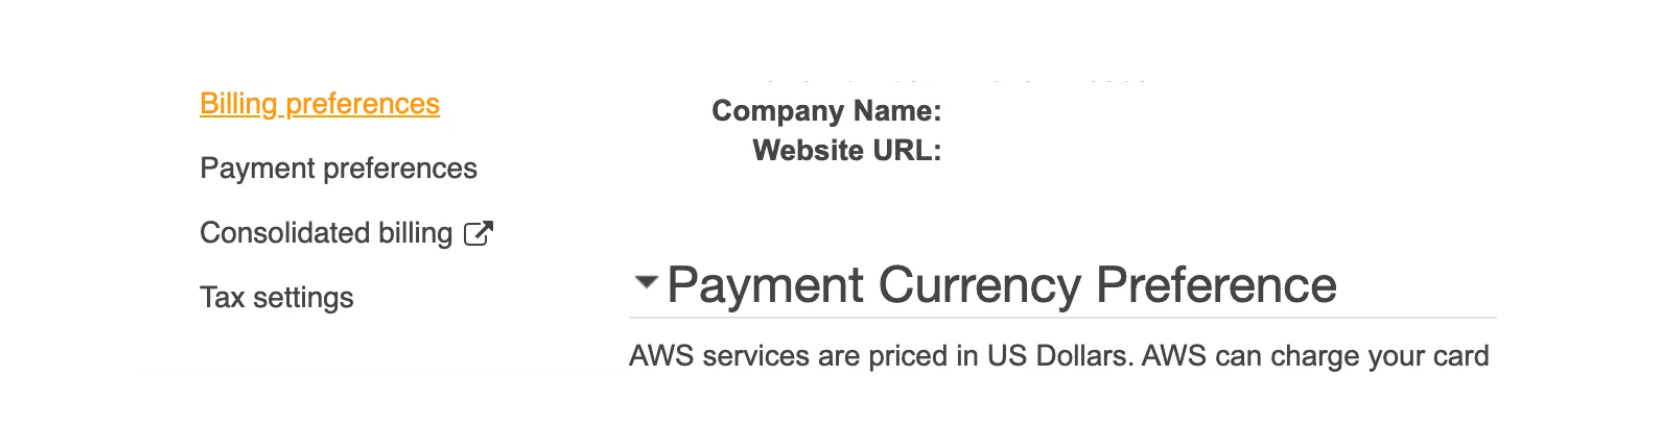 Billing preferences
Payment preferences
Consolidated billing
Tax settings
Company Name:
Website URL:
Payment Currency Preference
AWS services are priced in US Dollars. AWS can charge your card